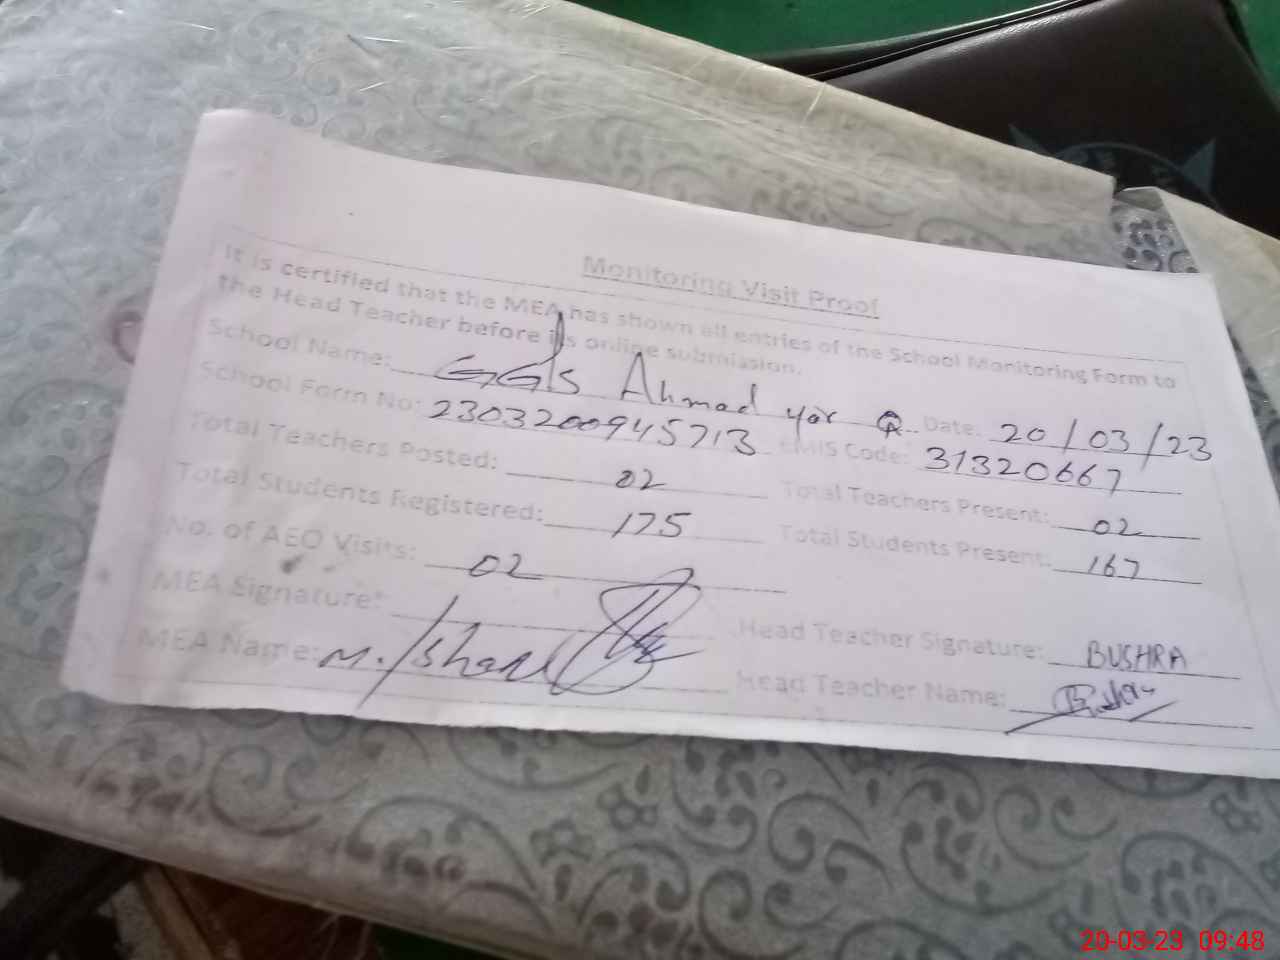 Monitoring Visit Proof
It is certified that the MEA has shown all entries of the School Monitoring Form to
the Head Teacher before its online submission.
School Name: GGPS Ahmad yar Q Date: 20/03/23
School Form No: 2303200945713 EMIS Code: 31320667
Total Teachers Posted: 02 Total Teachers Present: 02
Total Students Registered: 175 Total Students Present: 167
No. of AEO Visits: 02
MEA Signature: Head Teacher Signature: BUSHRA
MEA Name: M. Head Teacher Name: Bushra
20-03-23 09:48